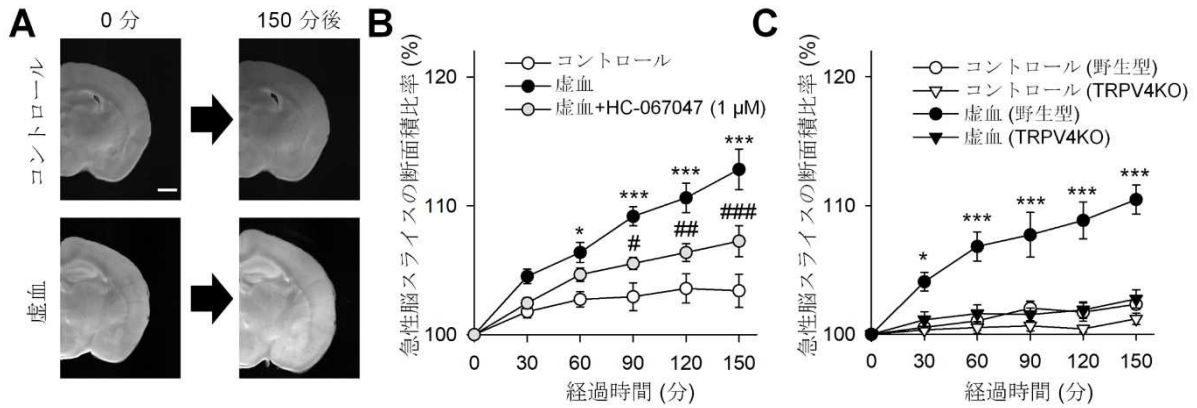 A
0 分
150 分後
コントロール
虚血
B
急性脳スライスの断面積比率 (%)
120
110
100
コントロール
虚血
虚血+HC-067047 (1 μM)
*
***
***
***
#
##
###
0
30
60
90
120
150
経過時間 (分)
C
急性脳スライスの断面積比率 (%)
120
110
100
コントロール (野生型)
コントロール (TRPV4KO)
虚血 (野生型)
虚血 (TRPV4KO)
*
***
***
***
***
0
30
60
90
120
150
経過時間 (分)